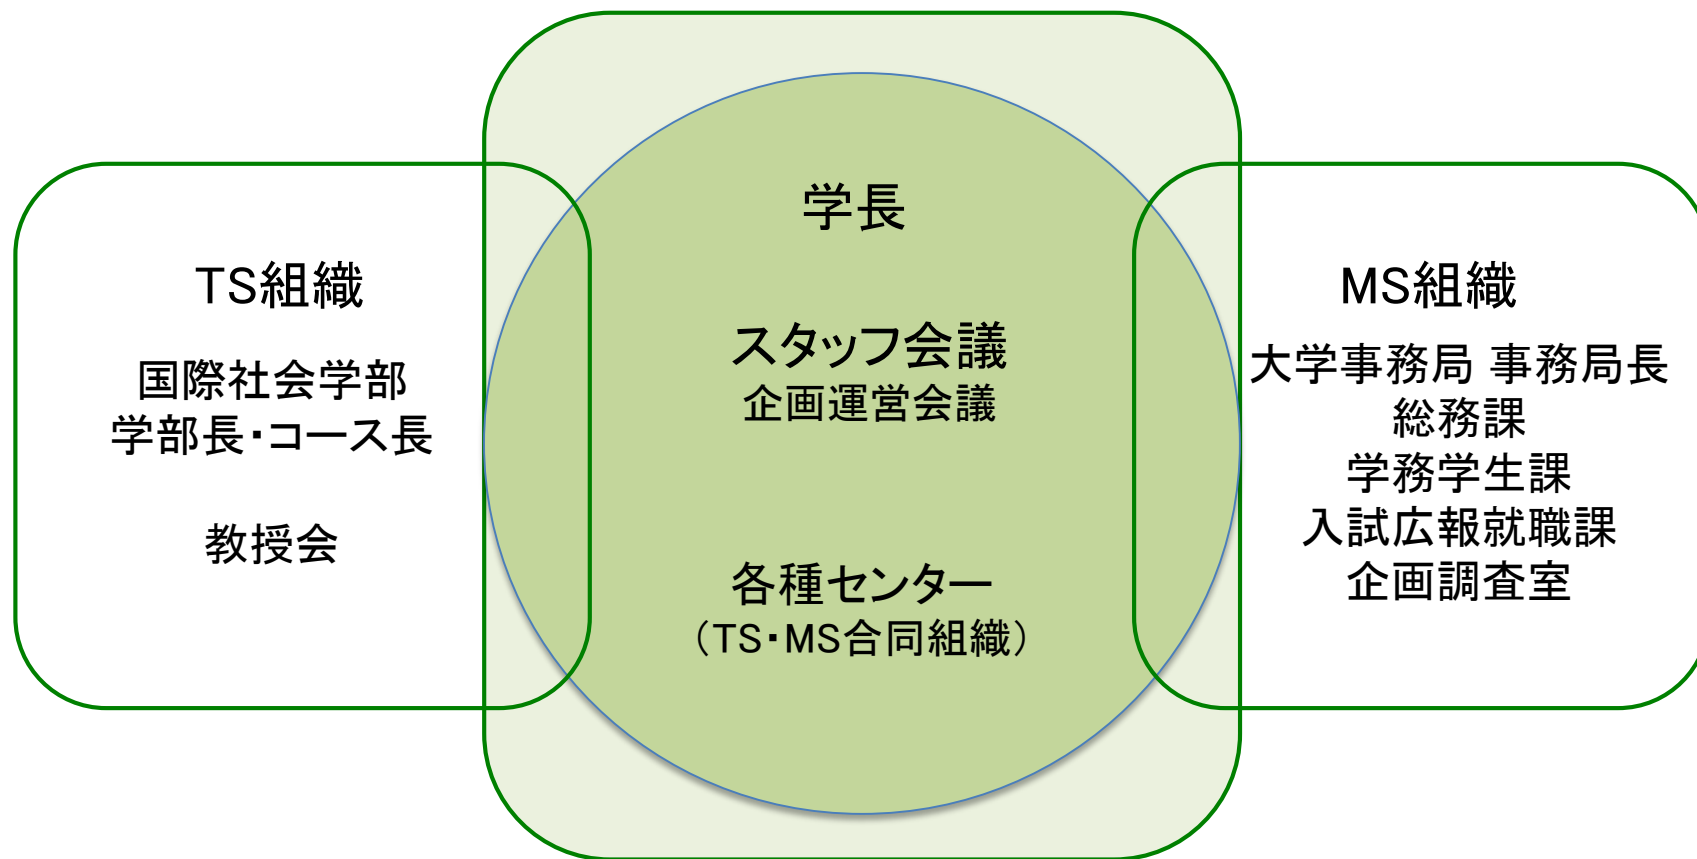 TS組織
国際社会学部
学部長・コース長
教授会
学長
スタッフ会議
企画運営会議
各種センター
（TS・MS合同組織）
MS組織
大学事務局 事務局長
総務課
学務学生課
入試広報就職課
企画調査室